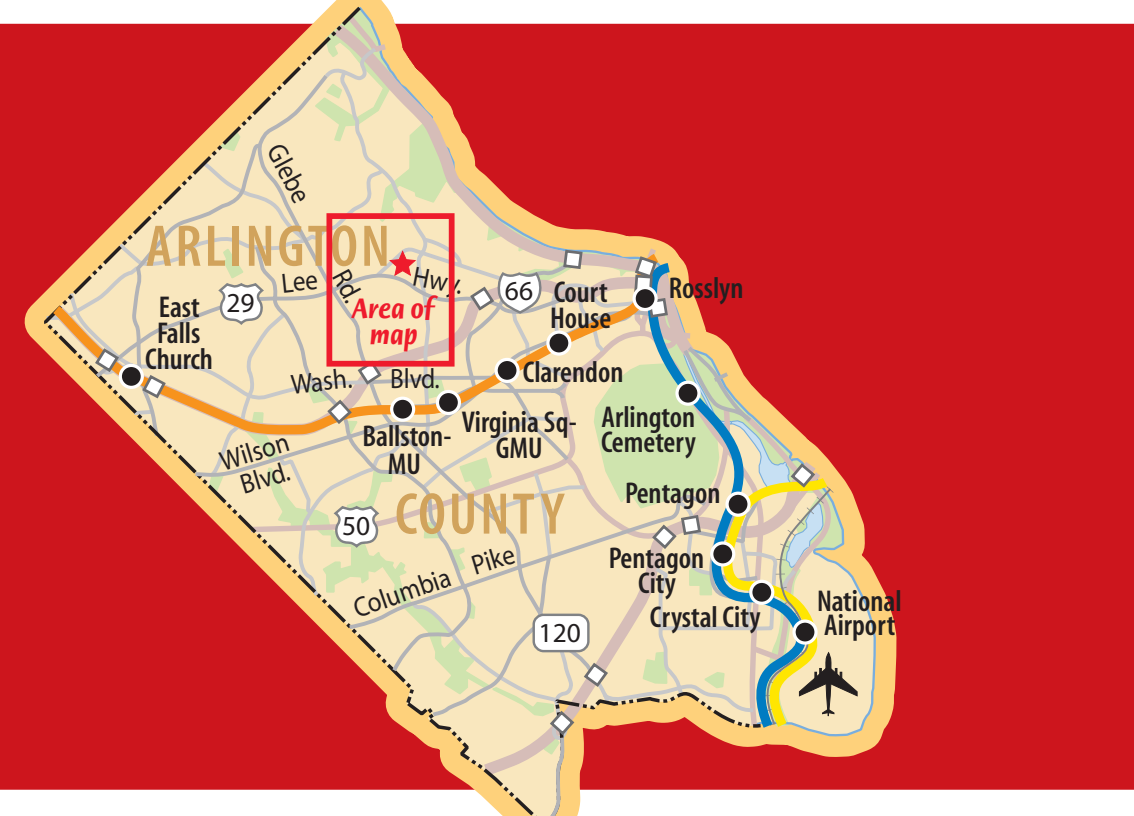 Glebe
Rd.
ARLINGTON
Lee
Hwy.
29
66
Area of
map
East
Falls
Church
Court
House
Rosslyn
Clarendon
Wash.
Blvd.
Ballston-
MU
Virginia Sq-
GMU
Arlington
Cemetery
Wilson
Blvd.
COUNTY
50
Pentagon
Columbia
Pike
Pentagon
City
Crystal City
National
Airport
120